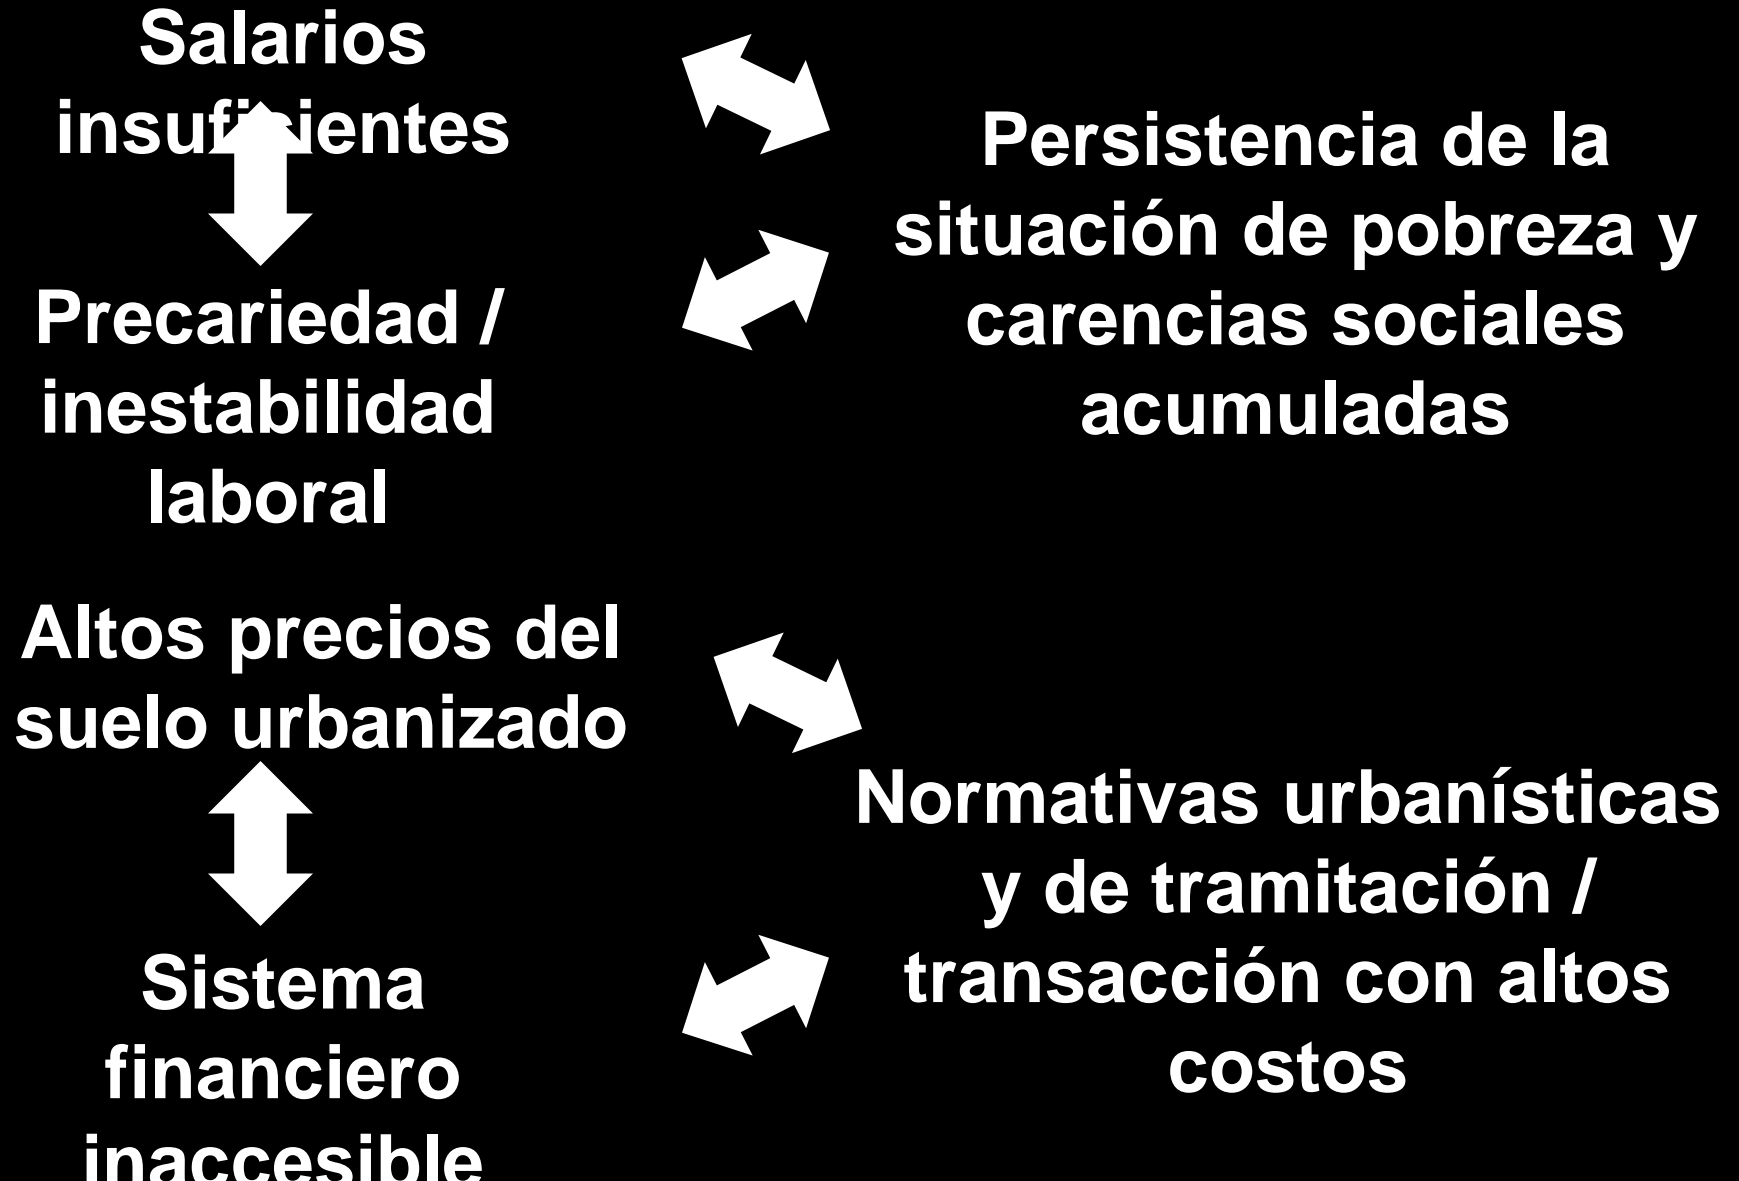 Salarios
insuficientes
Precariedad /
inestabilidad
laboral
Persistencia de la
situación de pobreza y
carencias sociales
acumuladas
Altos precios del
suelo urbanizado
Sistema
financiero
inaccesible
Normativas urbanísticas
y de tramitación /
transacción con altos
costos